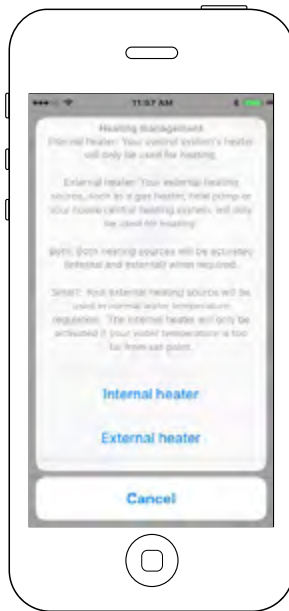 11:57 AM
Heating management
Internal heater: Your control system's heater
will only be used for heating.
External heater: Your external heating
source, such as a gas heater, heat pump or
your house central heating system, will only
be used for heating.
Both: Both heating sources will be activated
(internal and external) when required.
Smart: Your external heating source will be
used in normal water temperature
regulation. The internal heater will only be
activated if your water temperature is too
far from set point.
Internal heater
External heater
Cancel